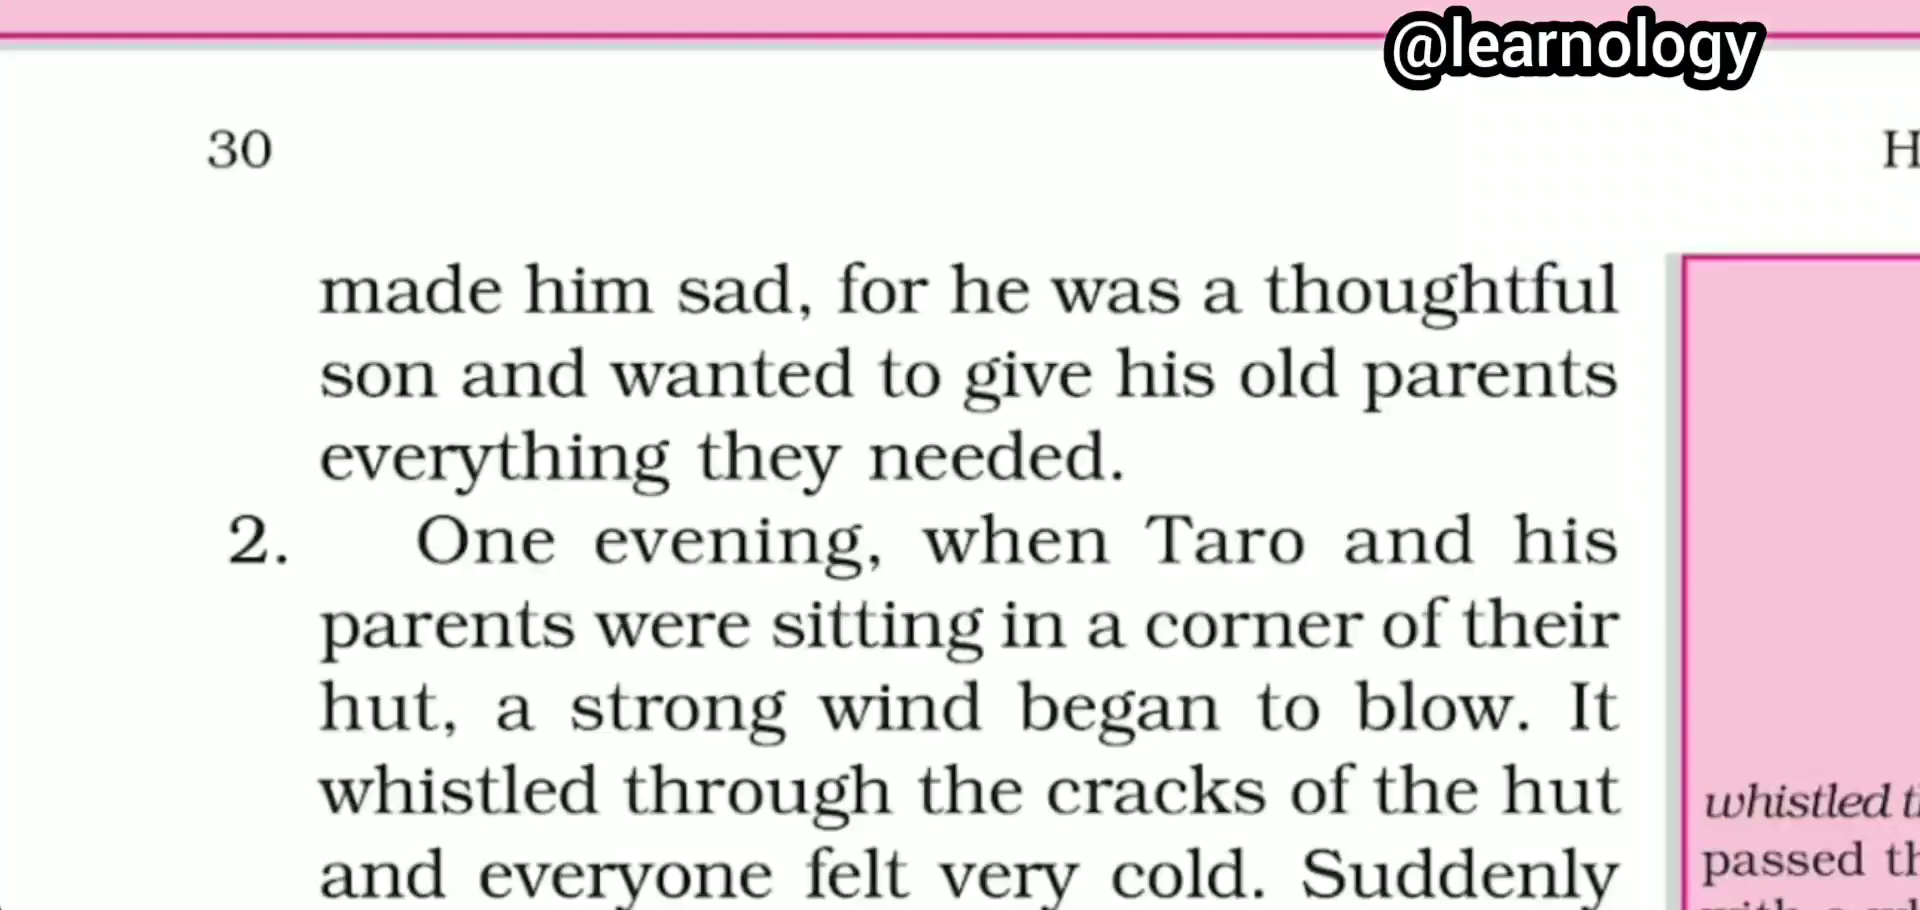 @learnology
30
H
made him sad, for he was a thoughtful
son and wanted to give his old parents
everything they needed.
2. One evening, when Taro and his
parents were sitting in a corner of their
hut, a strong wind began to blow. It
whistled through the cracks of the hut
and everyone felt very cold. Suddenly
whistled
passed